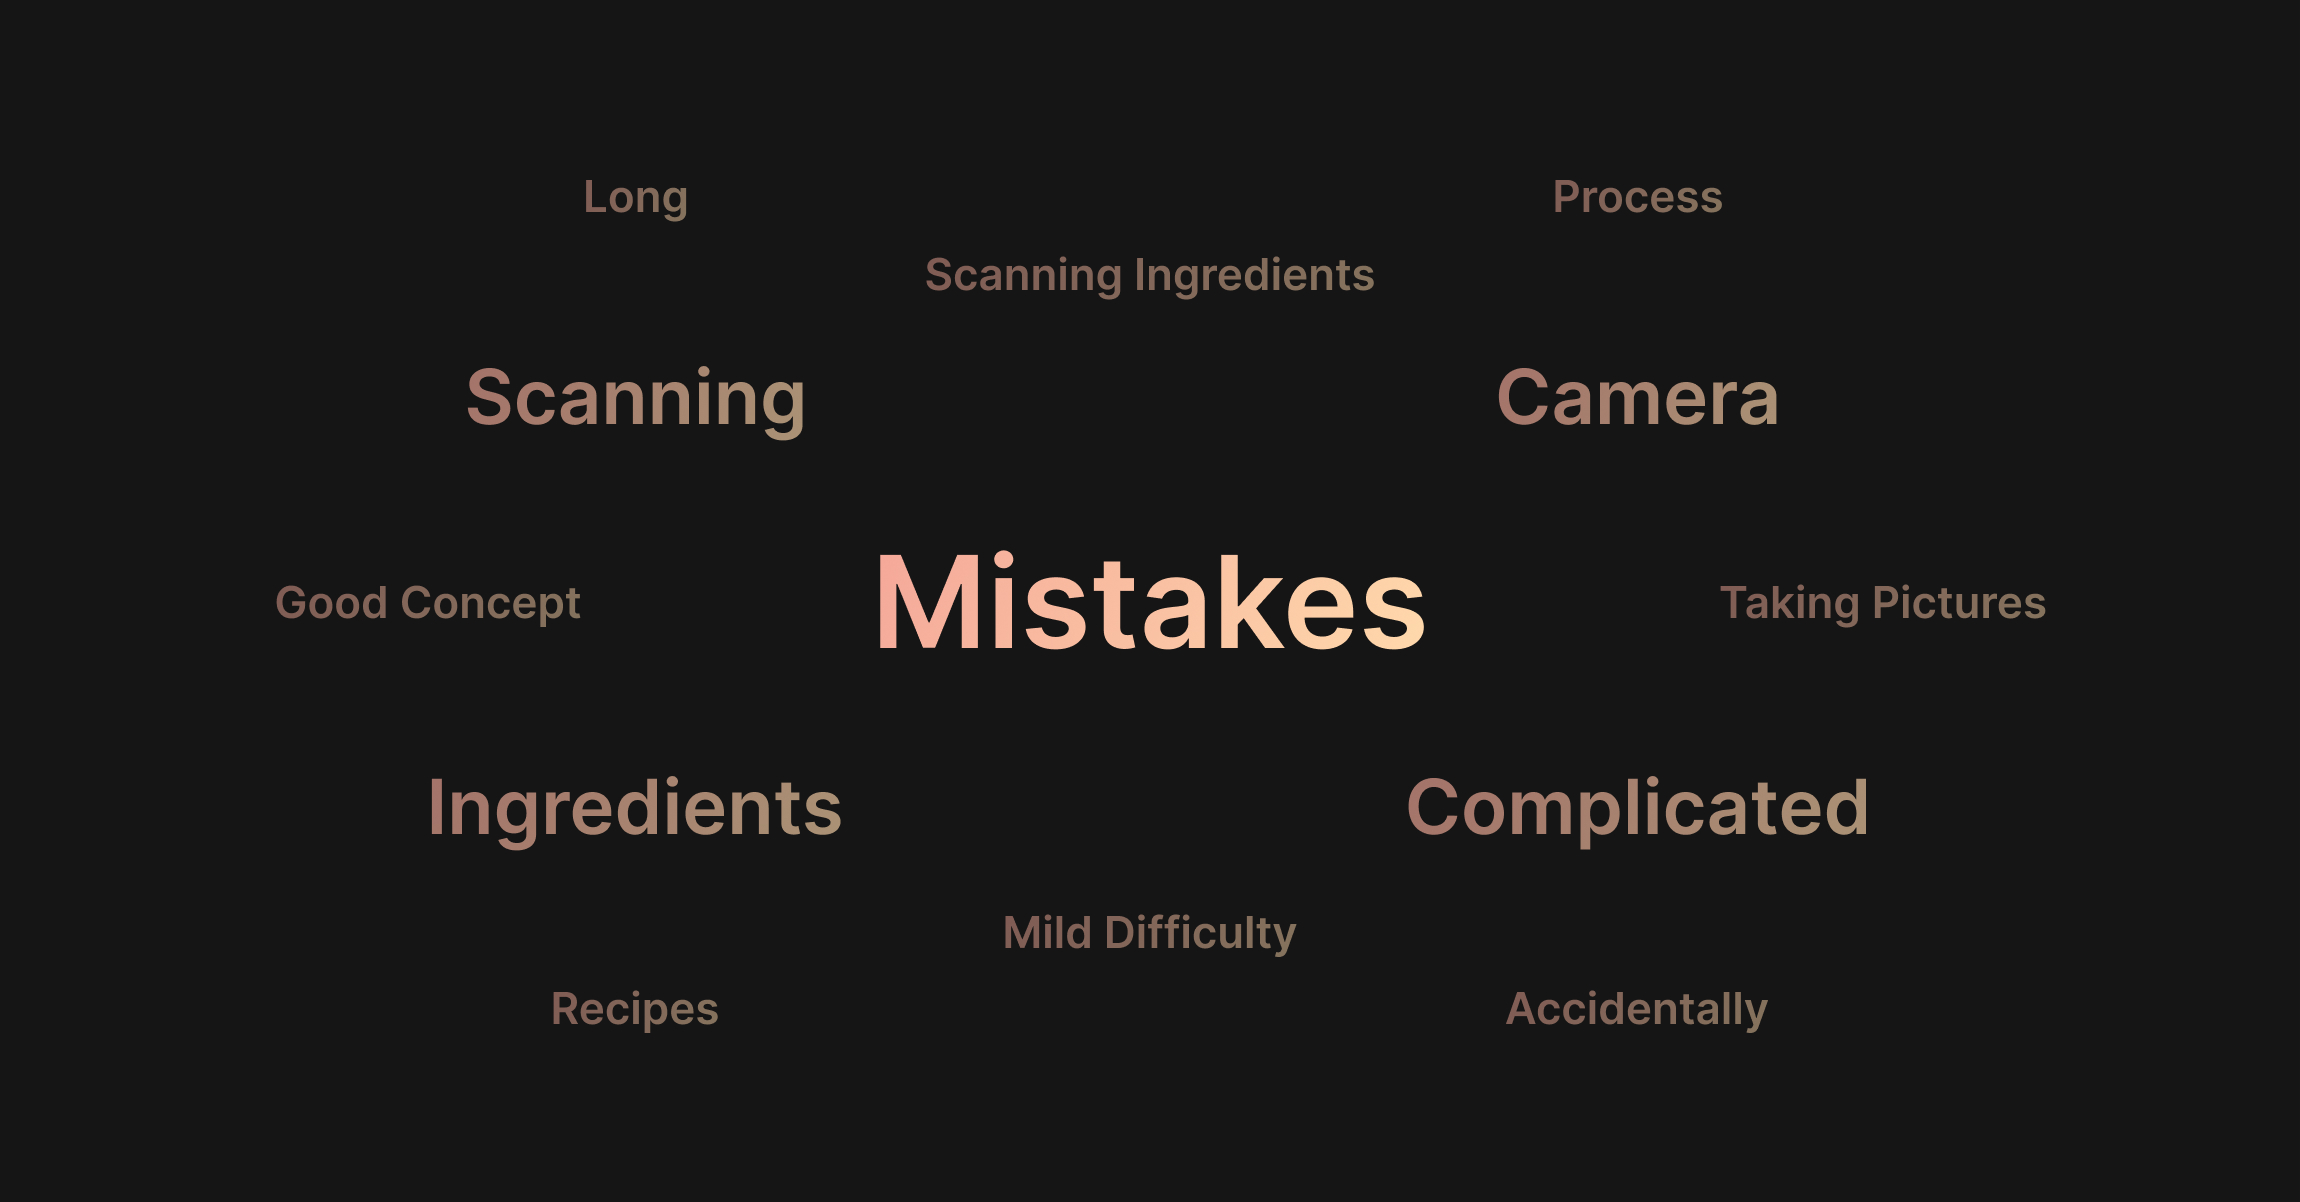 Long
Process
Scanning Ingredients
Scanning
Camera
Good Concept
Mistakes
Taking Pictures
Ingredients
Complicated
Mild Difficulty
Recipes
Accidentally